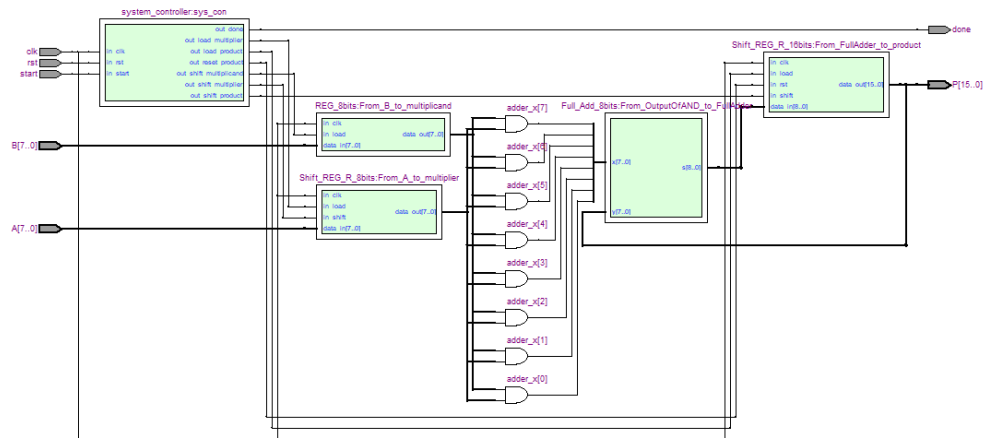 system_controller:sys_con
clk
rst
start
in clk
in rst
in start
out done
out load multiplier
out load_product
out reset product
out shift multiplicand
out shift multiplier
out shift_product
done
Shift_REG_R_16bits:From_FullAdder_to_product
in clk
in load
in rst
in shift
data in[8..0]
data out[15..0]
P[15..0]
REG_8bits:From_B_to_multiplicand
in clk
in load
data in[7..0]
data out[7..0]
B[7..0]
Shift_REG_R_8bits:From_A_to_multiplier
in clk
in load
in shift
data in[7..0]
data out[7..0]
A[7..0]
adder_x[7]
adder_x[6]
adder_x[5]
adder_x[4]
adder_x[3]
adder_x[2]
adder_x[1]
adder_x[0]
Full_Add_8bits:From_OutputOfAND_to_FullAdder
x[7..0]
y[7..0]
s[8..0]